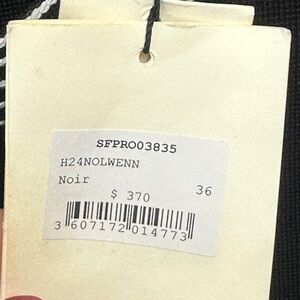 SFPRO03835
H24NOLWENN
Noir
36
$ 370
3 607172 014773